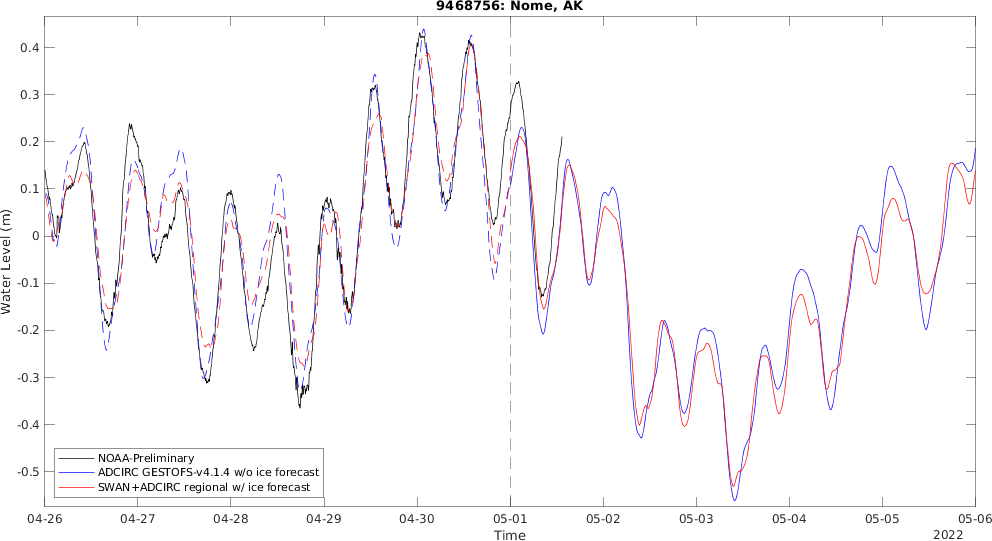 9468756: Nome, AK
Water Level (m)
0.4
0.3
0.2
0.1
0
-0.1
-0.2
-0.3
-0.4
-0.5
NOAA-Preliminary
ADCIRC GESTOFS-v4.1.4 w/o ice forecast
SWAN+ADCIRC regional w/ ice forecast
04-26 04-27 04-28 04-29 04-30 05-01 05-02 05-03 05-04 05-05 05-06
Time
2022